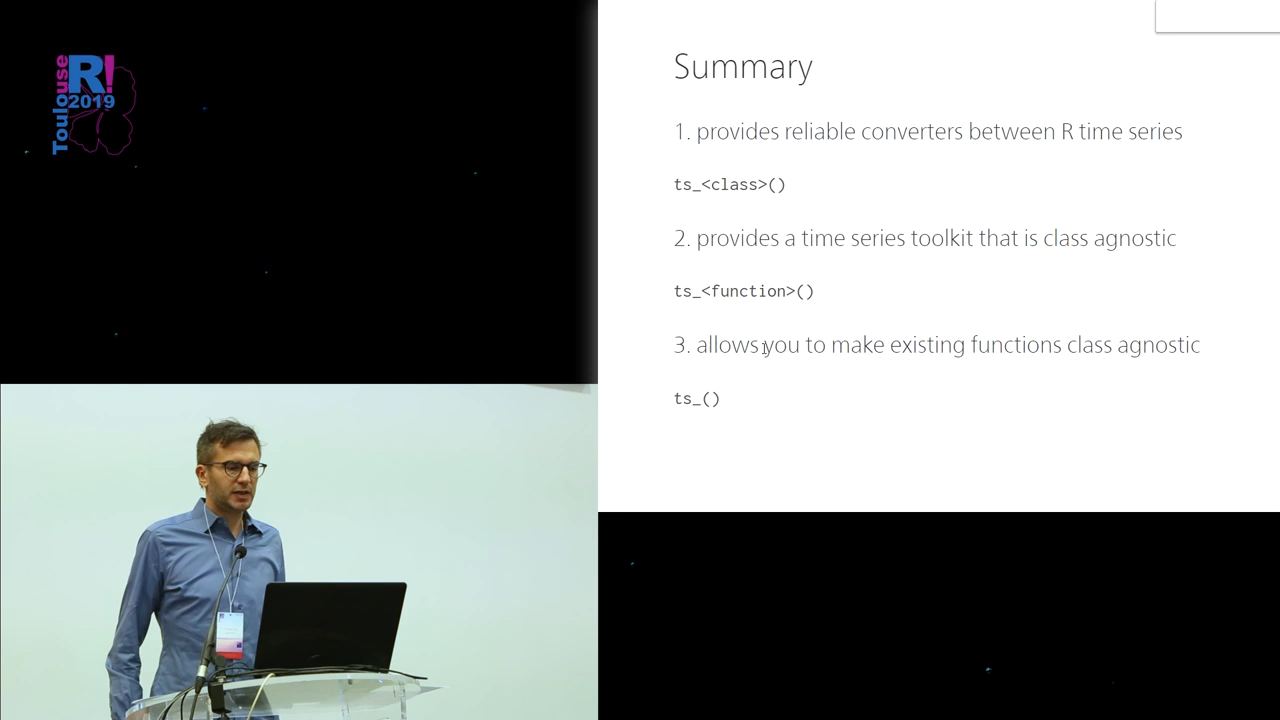 Toulouse
R!
2019
Summary
1. provides reliable converters between R time series
ts_<class>()
2. provides a time series toolkit that is class agnostic
ts_<function>()
3. allows you to make existing functions class agnostic
ts_()